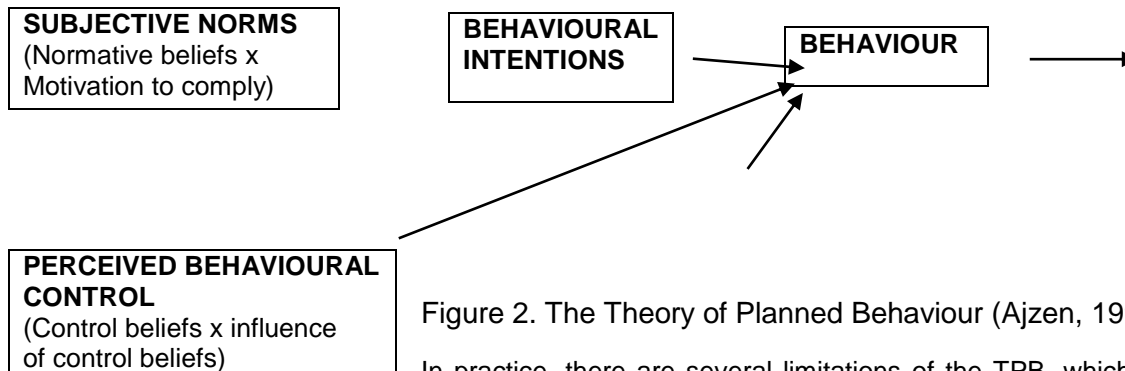 SUBJECTIVE NORMS
(Normative beliefs x
Motivation to comply)
BEHAVIOURAL
INTENTIONS
BEHAVIOUR
PERCEIVED BEHAVIOURAL
CONTROL
(Control beliefs x influence
of control beliefs)
Figure 2. The Theory of Planned Behaviour (Ajzen, 19
In practice, there are several limitations of the TPB, which